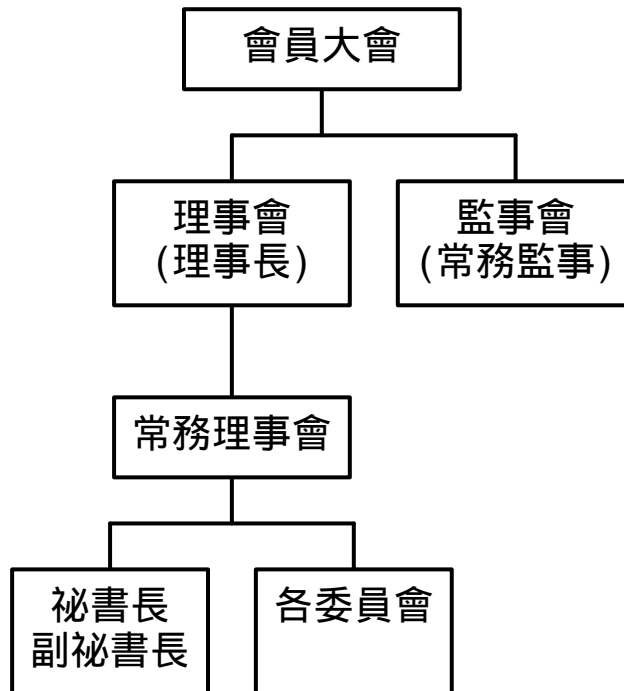 會員大會
理事會
(理事長)
監事會
(常務監事)
常務理事會
祕書長
副祕書長
各委員會